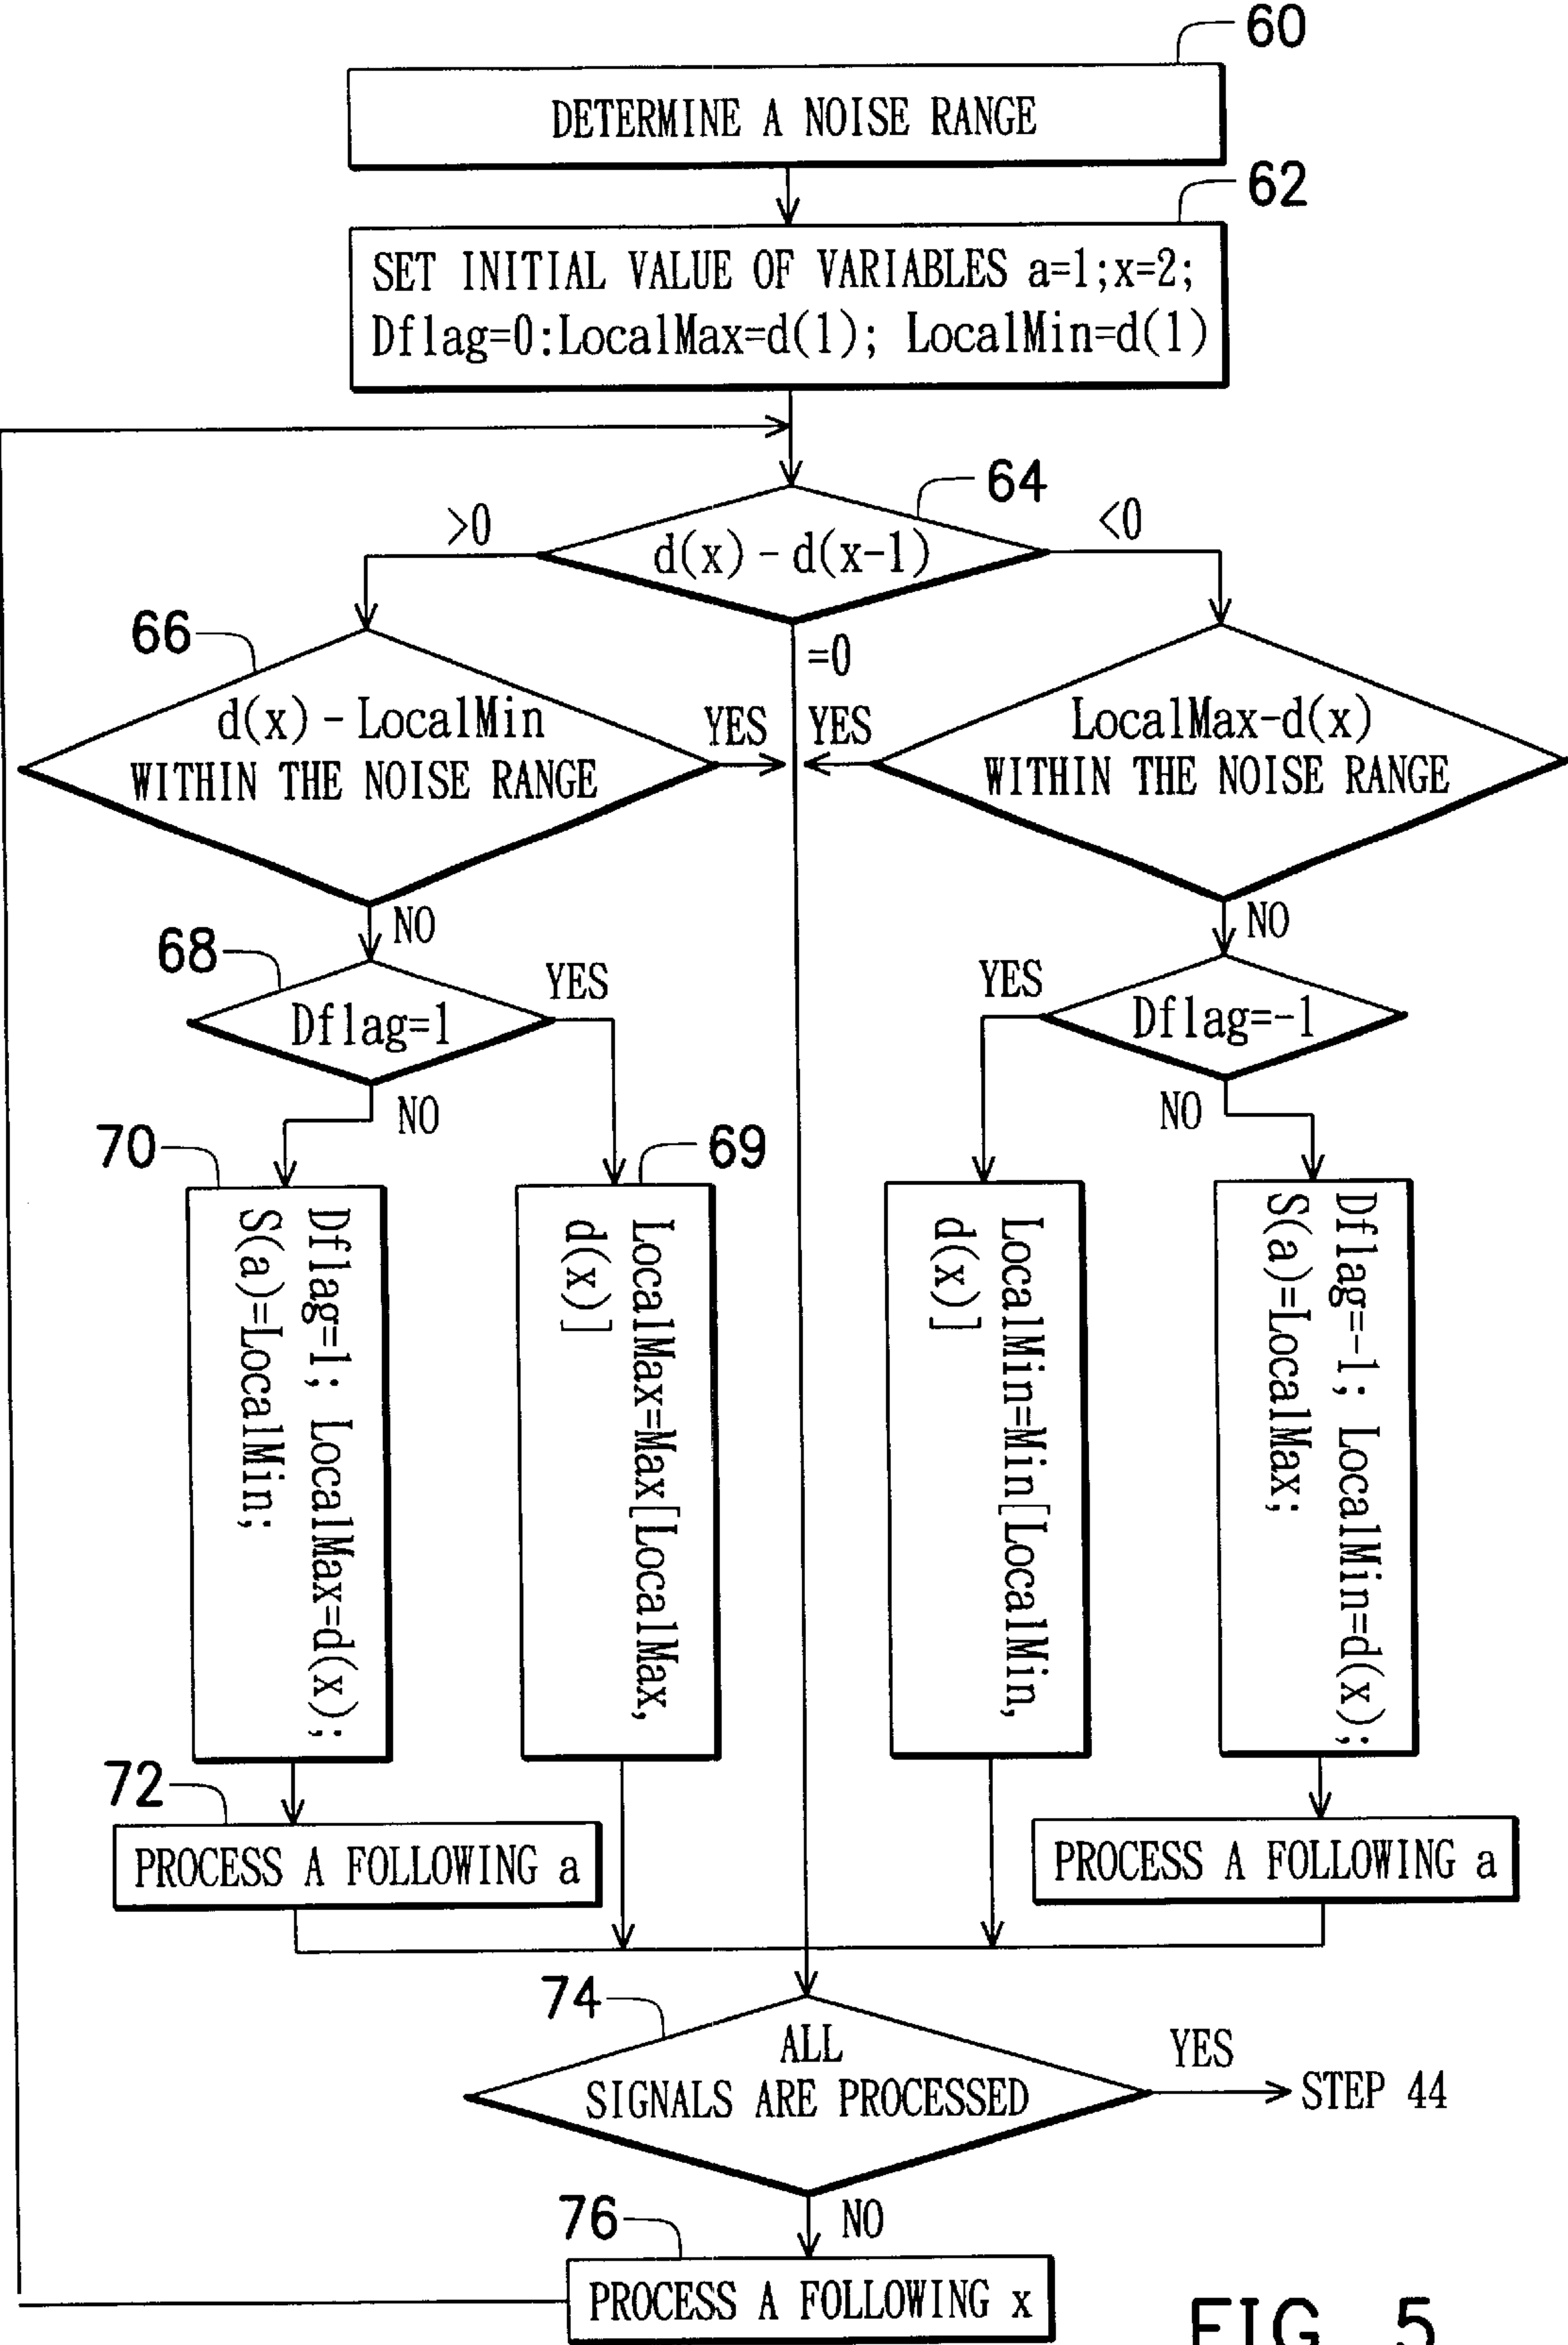 60
DETERMINE A NOISE RANGE
62
SET INITIAL VALUE OF VARIABLES a=1;x=2;
Dflag=0:LocalMax=d(1); LocalMin=d(1)
64
>0
<0
d(x) - d(x-1)
=0
66
d(x) - LocalMin
WITHIN THE NOISE RANGE
YES
YES
LocalMax-d(x)
WITHIN THE NOISE RANGE
NO
NO
68
Dflag=1
YES
YES
Dflag=-1
NO
NO
70
Dflag=1; LocalMax=d(x);
S(a)=LocalMin;
69
LocalMax=Max[LocalMax,
d(x)]
LocalMin=Min[LocalMin,
d(x)]
Dflag=-1; LocalMin=d(x);
S(a)=LocalMax;
72
PROCESS A FOLLOWING a
PROCESS A FOLLOWING a
74
ALL
SIGNALS ARE PROCESSED
YES
STEP 44
NO
76
PROCESS A FOLLOWING x
FIG. 5